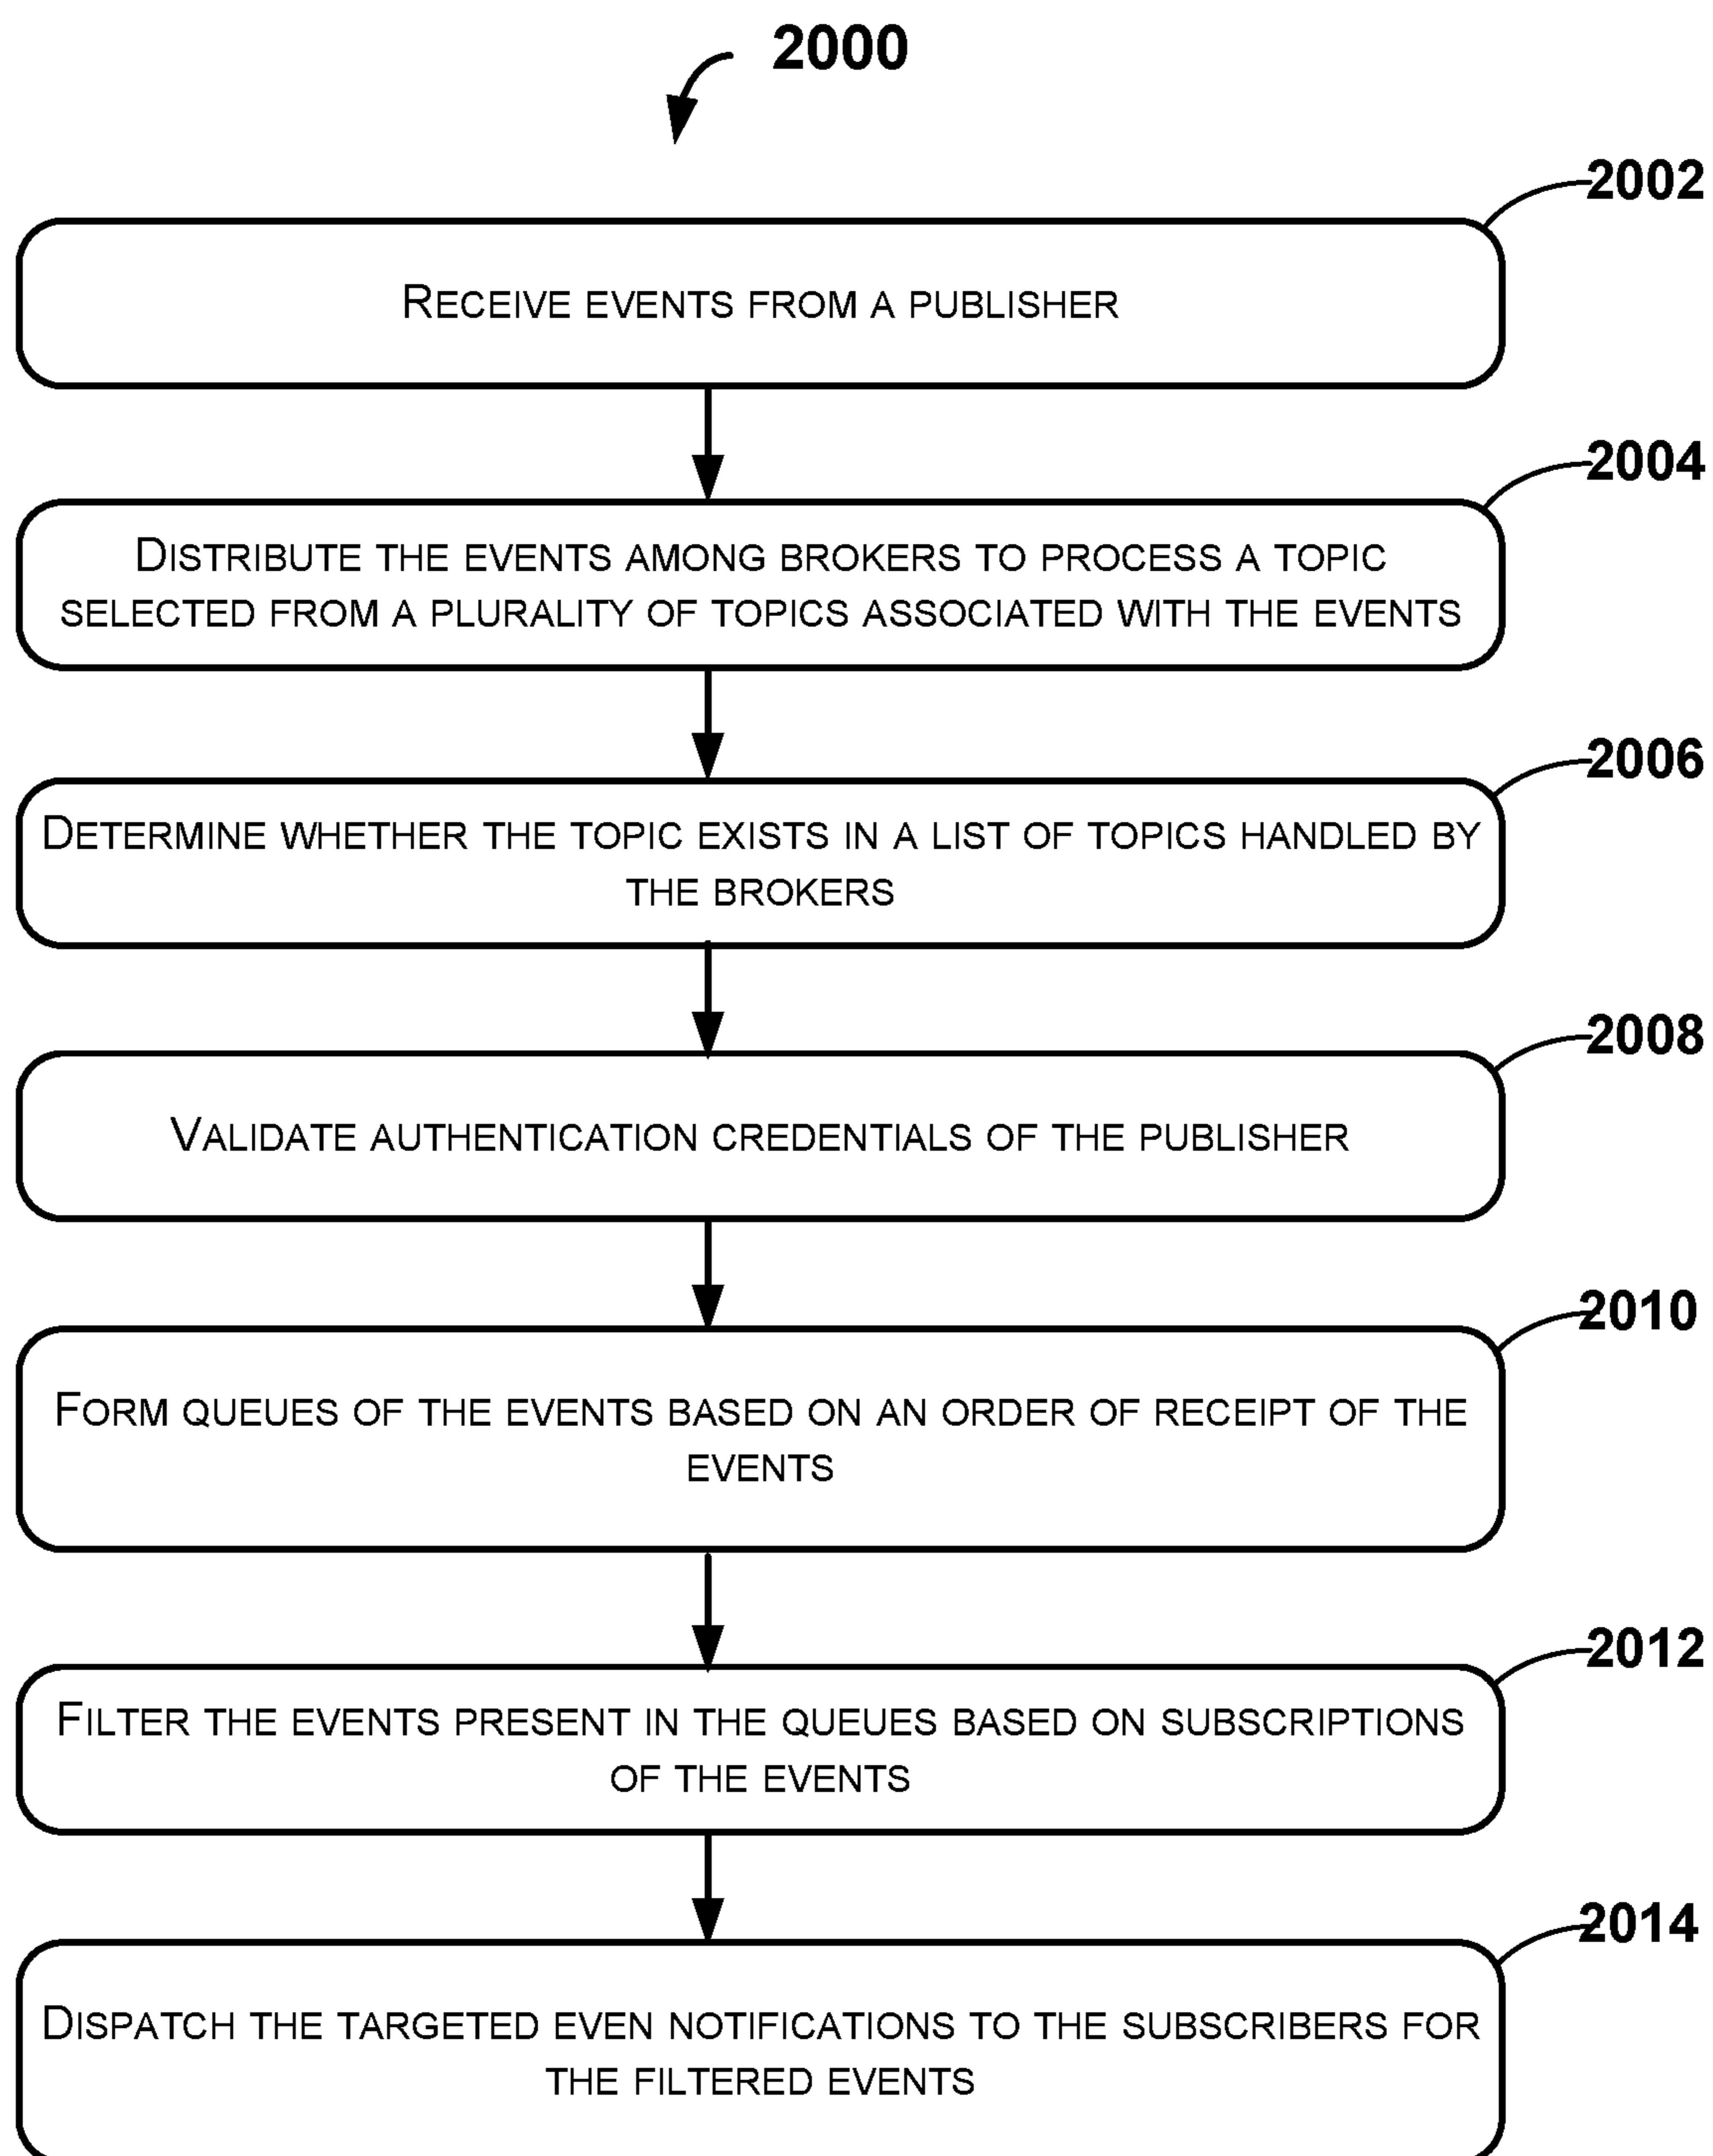 2000
2002
RECEIVE EVENTS FROM A PUBLISHER
2004
DISTRIBUTE THE EVENTS AMONG BROKERS TO PROCESS A TOPIC
SELECTED FROM A PLURALITY OF TOPICS ASSOCIATED WITH THE EVENTS
2006
DETERMINE WHETHER THE TOPIC EXISTS IN A LIST OF TOPICS HANDLED BY
THE BROKERS
2008
VALIDATE AUTHENTICATION CREDENTIALS OF THE PUBLISHER
2010
FORM QUEUES OF THE EVENTS BASED ON AN ORDER OF RECEIPT OF THE
EVENTS
2012
FILTER THE EVENTS PRESENT IN THE QUEUES BASED ON SUBSCRIPTIONS
OF THE EVENTS
2014
DISPATCH THE TARGETED EVEN NOTIFICATIONS TO THE SUBSCRIBERS FOR
THE FILTERED EVENTS